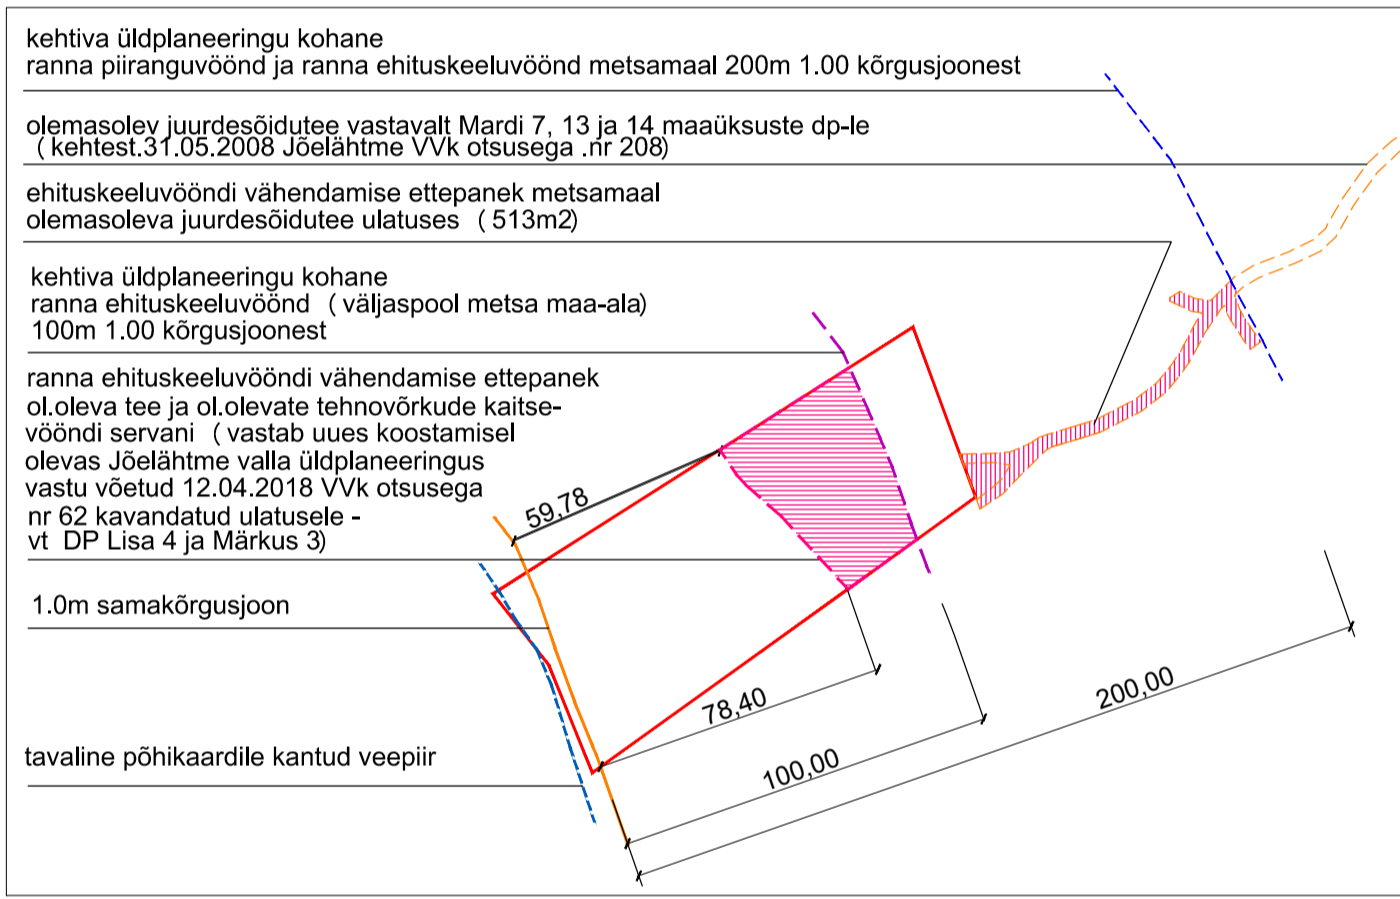 kehtiva üldplaneeringu kohane
ranna piiranguvöönd ja ranna ehituskeeluvöönd metsamaal 200m 1.00 kõrgusjoonest
olemasolev juurdesõidutee vastavalt Mardi 7, 13 ja 14 maaüksuste dp-le
( kehtest.31.05.2008 Jõelähtme VVk otsusega .nr 208)
ehituskeeluvööndi vähendamise ettepanek metsamaal
olemasoleva juurdesõidutee ulatuses ( 513m2)
kehtiva üldplaneeringu kohane
ranna ehituskeeluvöönd ( väljaspool metsa maa-ala)
100m 1.00 kõrgusjoonest
ranna ehituskeeluvööndi vähendamise ettepanek
ol.oleva tee ja ol.olevate tehnovõrkude kaitse-
vööndi servani ( vastab uues koostamisel
olevas Jõelähtme valla üldplaneeringus
vastu võetud 12.04.2018 VVk otsusega
nr 62 kavandatud ulatusele -
vt DP Lisa 4 ja Märkus 3)
1.0m samakõrgusjoon
tavaline põhikaardile kantud veepiir
59,78
78,40
100,00
200,00